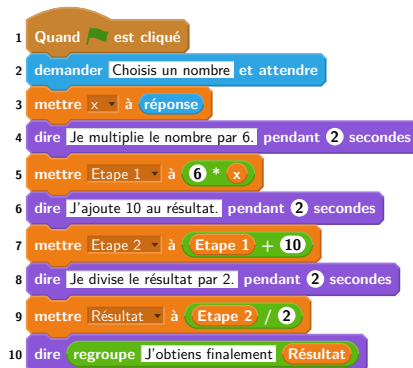 1 Quand est cliqué
2 demander Choisis un nombre et attendre
3 mettre x à réponse
4 dire Je multiplie le nombre par 6. pendant 2 secondes
5 mettre Etape 1 à 6 * x
6 dire J'ajoute 10 au résultat. pendant 2 secondes
7 mettre Etape 2 à Etape 1 + 10
8 dire Je divise le résultat par 2. pendant 2 secondes
9 mettre Résultat à Etape 2 / 2
10 dire regroupe J'obtiens finalement Résultat